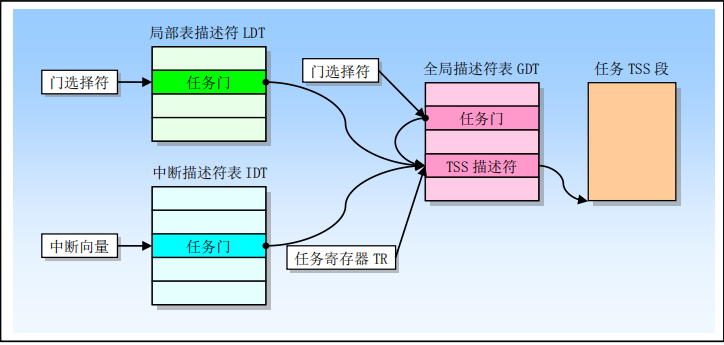 局部表描述符 LDT
门选择符
任务门
门选择符
全局描述符表 GDT
任务 TSS 段
任务门
TSS 描述符
中断描述符表 IDT
中断向量
任务门
任务寄存器 TR